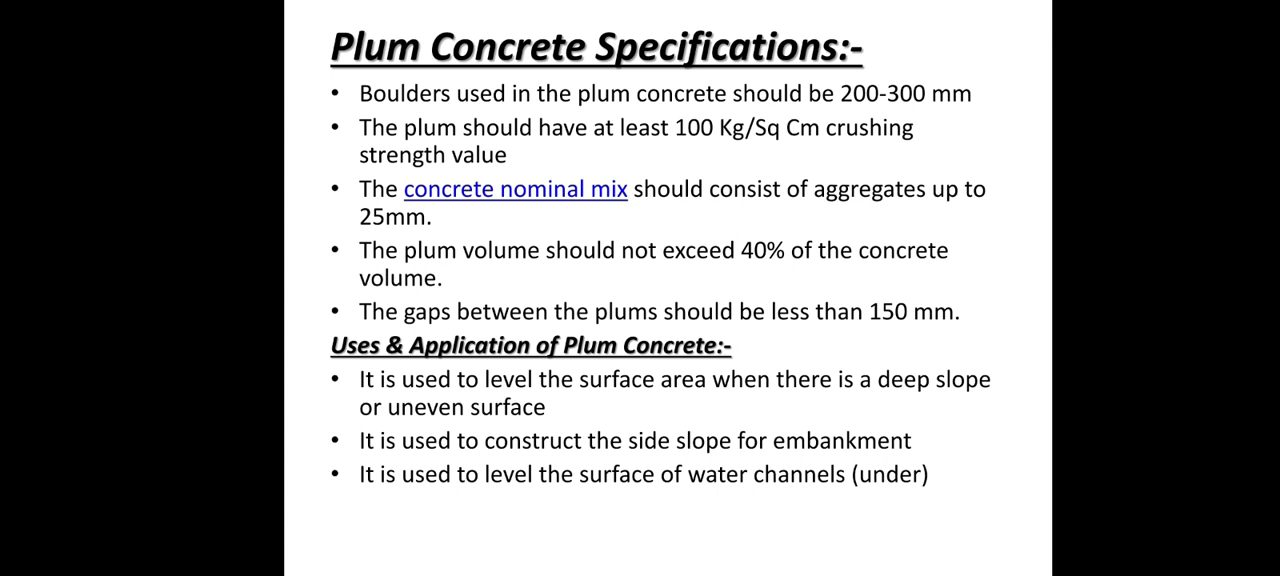 Plum Concrete Specifications:-
• Boulders used in the plum concrete should be 200-300 mm
• The plum should have at least 100 Kg/Sq Cm crushing
strength value
• The concrete nominal mix should consist of aggregates up to
25mm.
• The plum volume should not exceed 40% of the concrete
volume.
• The gaps between the plums should be less than 150 mm.
Uses & Application of Plum Concrete:-
• It is used to level the surface area when there is a deep slope
or uneven surface
• It is used to construct the side slope for embankment
• It is used to level the surface of water channels (under)